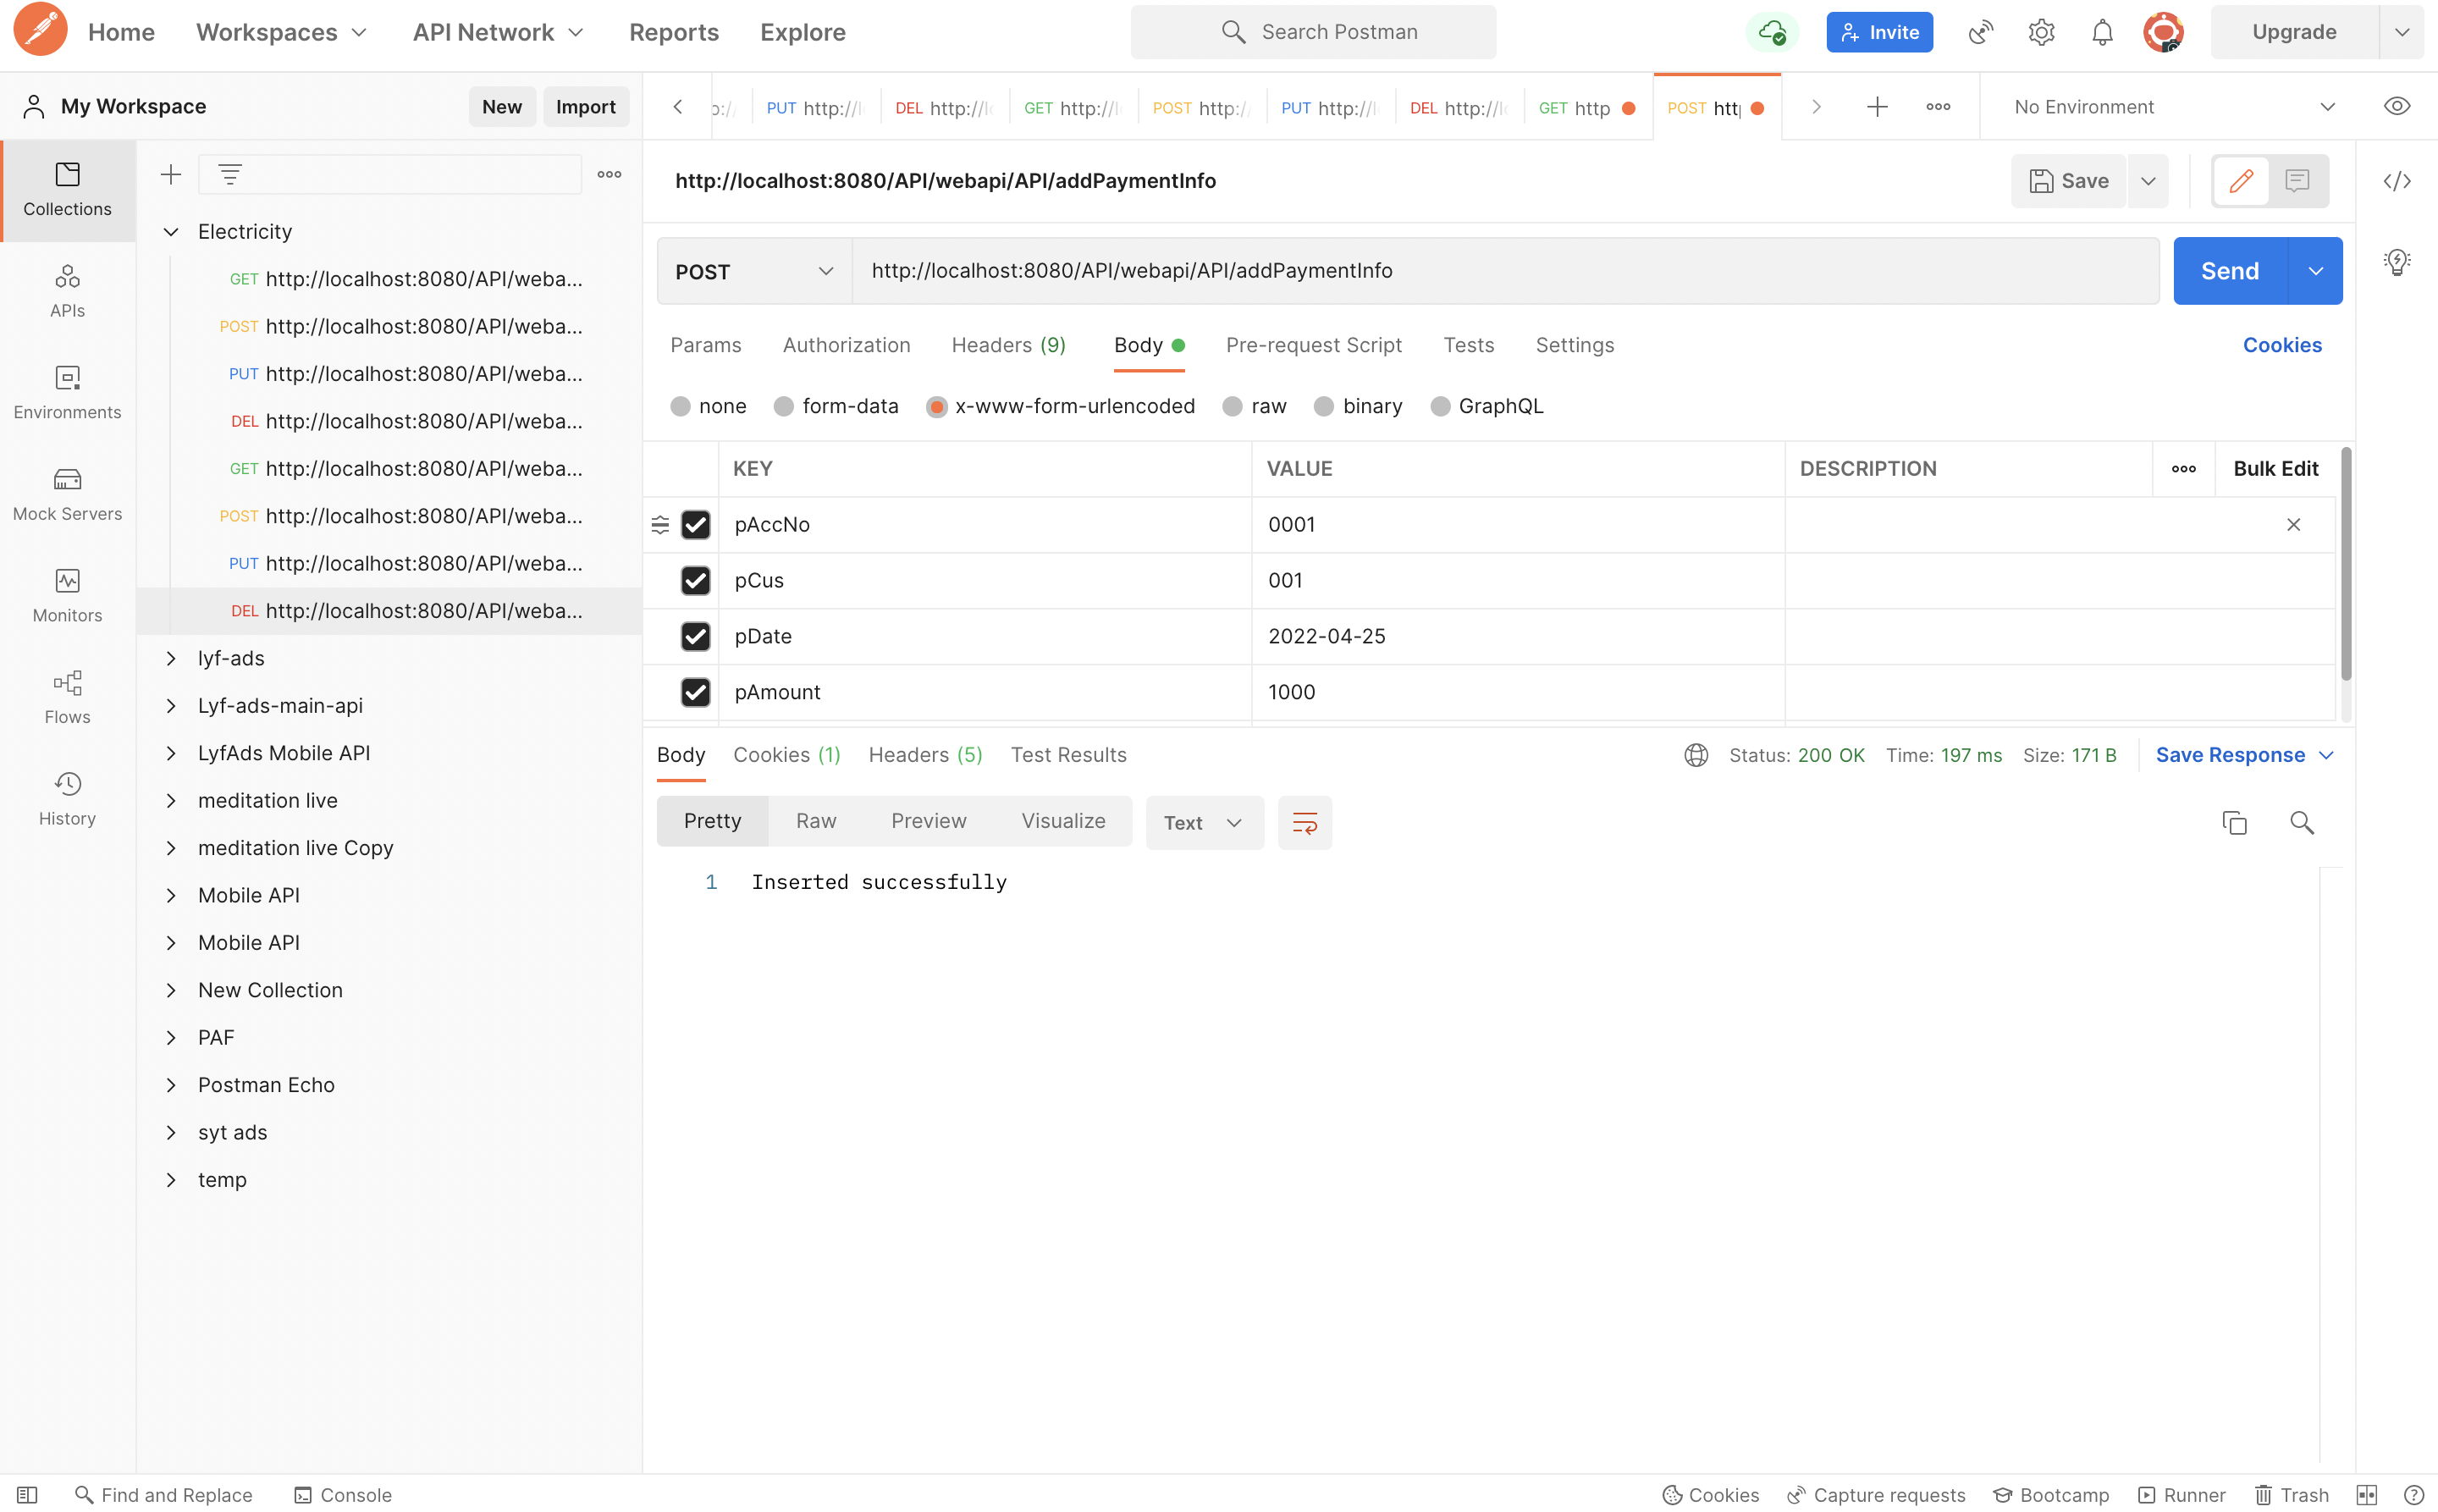 Home Workspaces API Network Reports Explore Search Postman Invite Upgrade
My Workspace New Import
PUT http://l DEL http://l GET http://l POST http:/ PUT http://l DEL http://l GET http POST htt No Environment
Collections
APIs
Environments
Mock Servers
Monitors
Flows
History
Electricity
GET http://localhost:8080/API/weba...
POST http://localhost:8080/API/weba...
PUT http://localhost:8080/API/weba...
DEL http://localhost:8080/API/weba...
GET http://localhost:8080/API/weba...
POST http://localhost:8080/API/weba...
PUT http://localhost:8080/API/weba...
DEL http://localhost:8080/API/weba...
lyf-ads
Lyf-ads-main-api
LyfAds Mobile API
meditation live
meditation live Copy
Mobile API
Mobile API
New Collection
PAF
Postman Echo
syt ads
temp
http://localhost:8080/API/webapi/API/addPaymentInfo Save
POST http://localhost:8080/API/webapi/API/addPaymentInfo Send
Params Authorization Headers (9) Body Pre-request Script Tests Settings Cookies
none form-data x-www-form-urlencoded raw binary GraphQL
KEY VALUE DESCRIPTION Bulk Edit
pAccNo 0001
pCus 001
pDate 2022-04-25
pAmount 1000
Body Cookies (1) Headers (5) Test Results Status: 200 OK Time: 197 ms Size: 171 B Save Response
Pretty Raw Preview Visualize Text
1 Inserted successfully
Find and Replace Console Cookies Capture requests Bootcamp Runner Trash